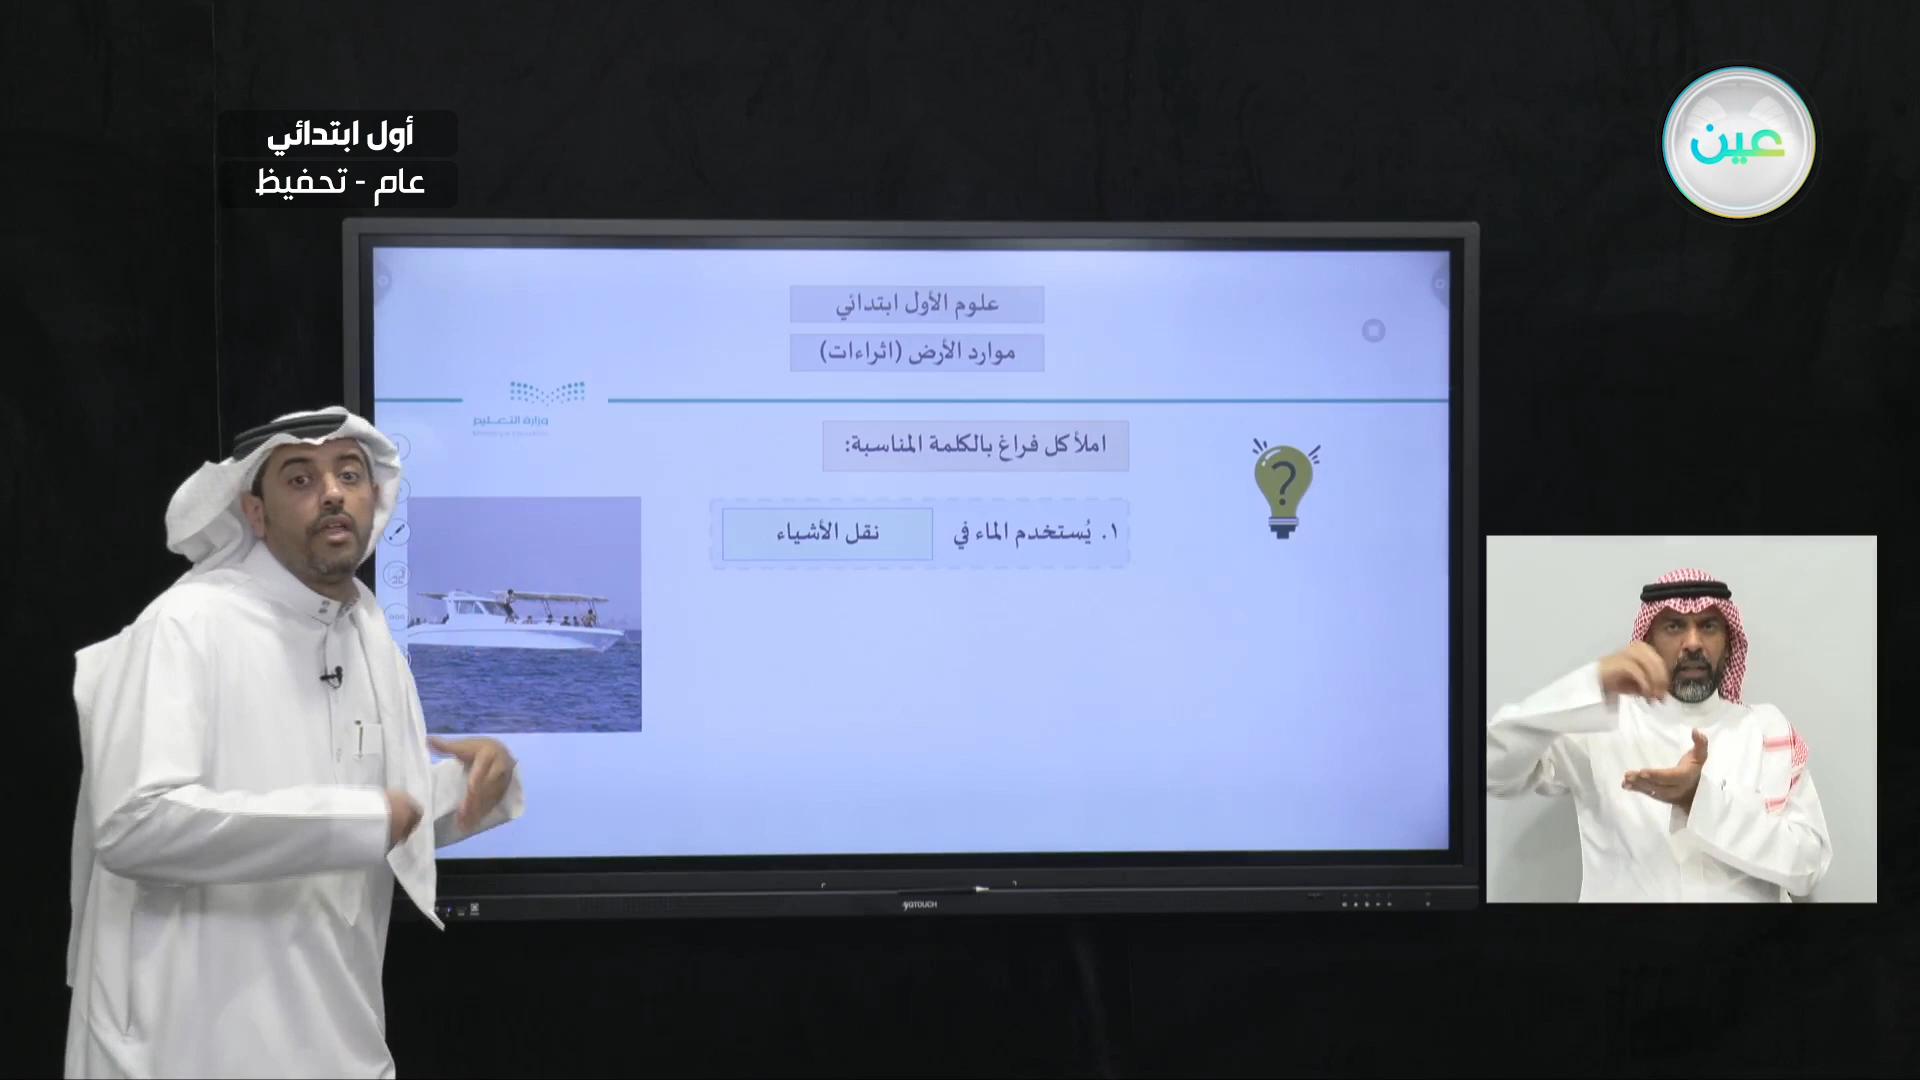 أول ابتدائي
عام - تحفيظ
عين
علوم الأول ابتدائي
موارد الأرض (اثراءات)
وزارة التعليم
املأ كل فراغ بالكلمة المناسبة:
١. يُستخدم الماء في نقل الأشياء
?